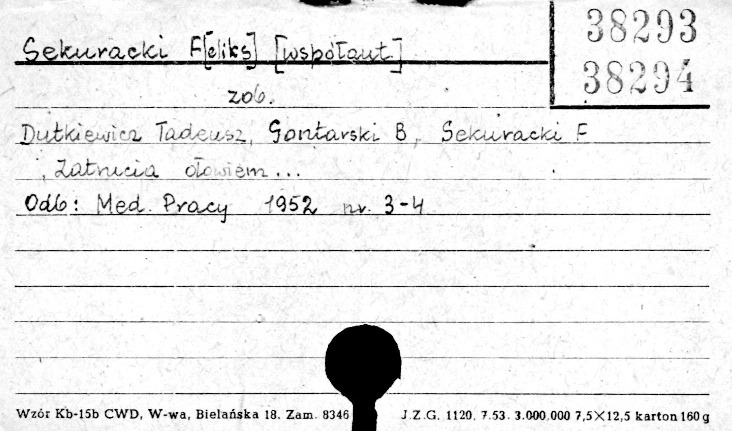 38293
Sekuracki F[eliks] [współaut.]
38294
zob.
Dutkiewicz Tadeusz, Gontarski B, Sekuracki F
Zatrucia ołowiem...
Odb: Med. Pracy 1952 nr. 3-4
Wzór Kb-15b CWD, W-wa, Bielańska 18. Zam. 8346 J.Z.G. 1120. 7.53. 3.000.000 7,5×12,5 karton 160 g